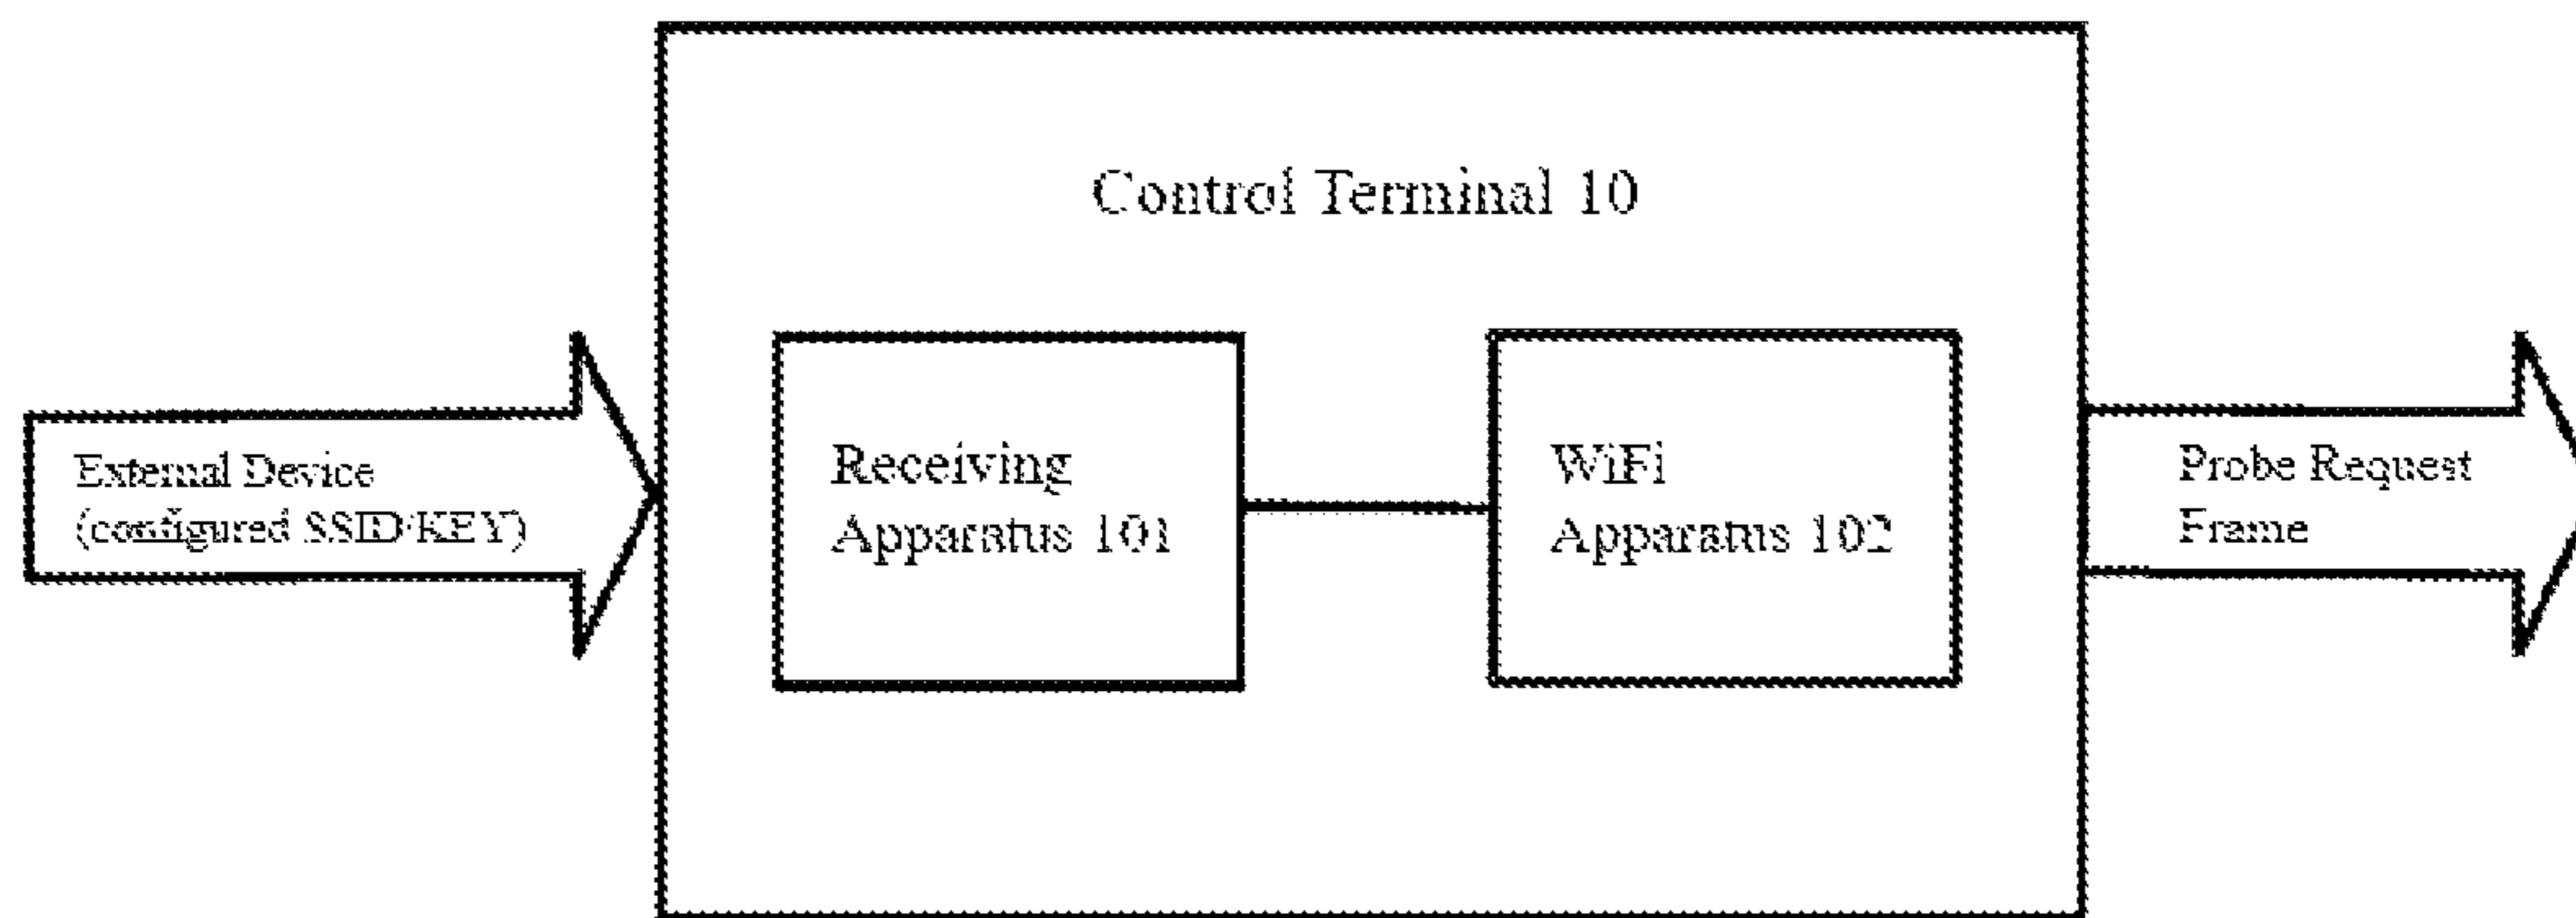 Control Terminal 10
External Device
(configured SSID/KEY)
Receiving
Apparatus 101
WiFi
Apparatus 102
Probe Request
Frame